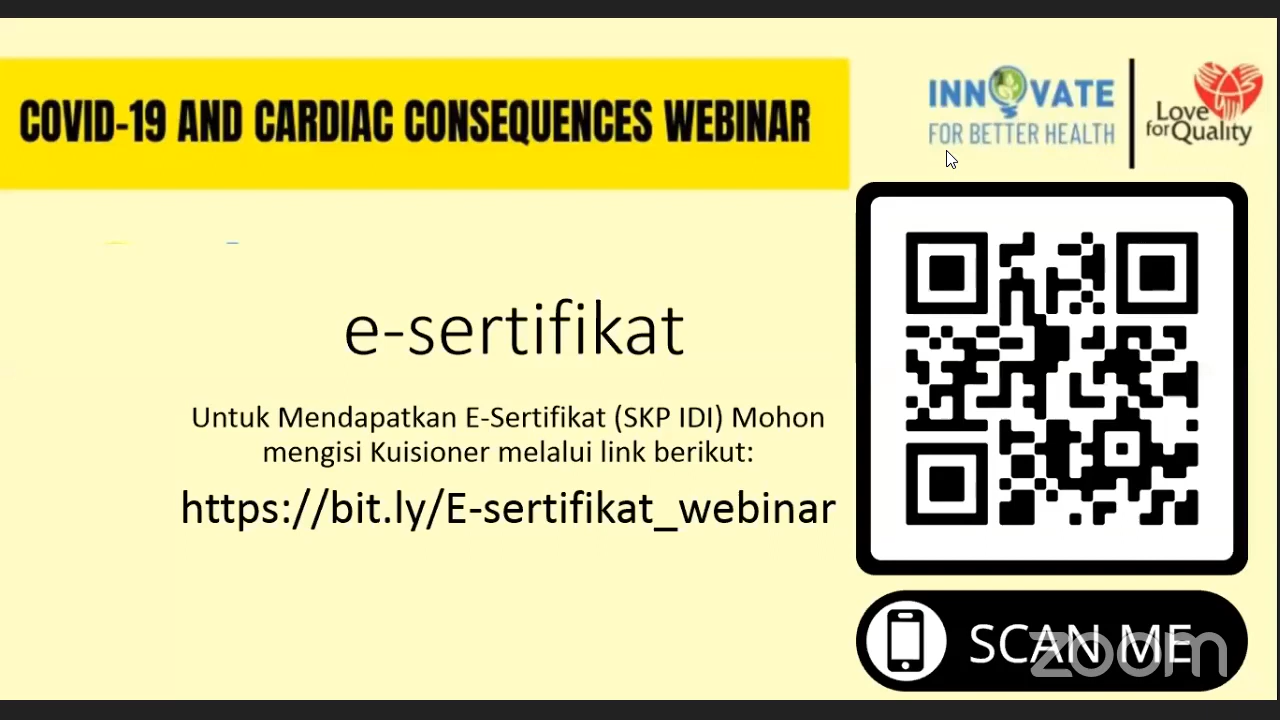 COVID-19 AND CARDIAC CONSEQUENCES WEBINAR
INNOVATE
FOR BETTER HEALTH
Love
for Quality
e-sertifikat
Untuk Mendapatkan E-Sertifikat (SKP IDI) Mohon
mengisi Kuisioner melalui link berikut:
https://bit.ly/E-sertifikat_webinar
SCAN ME
zoom